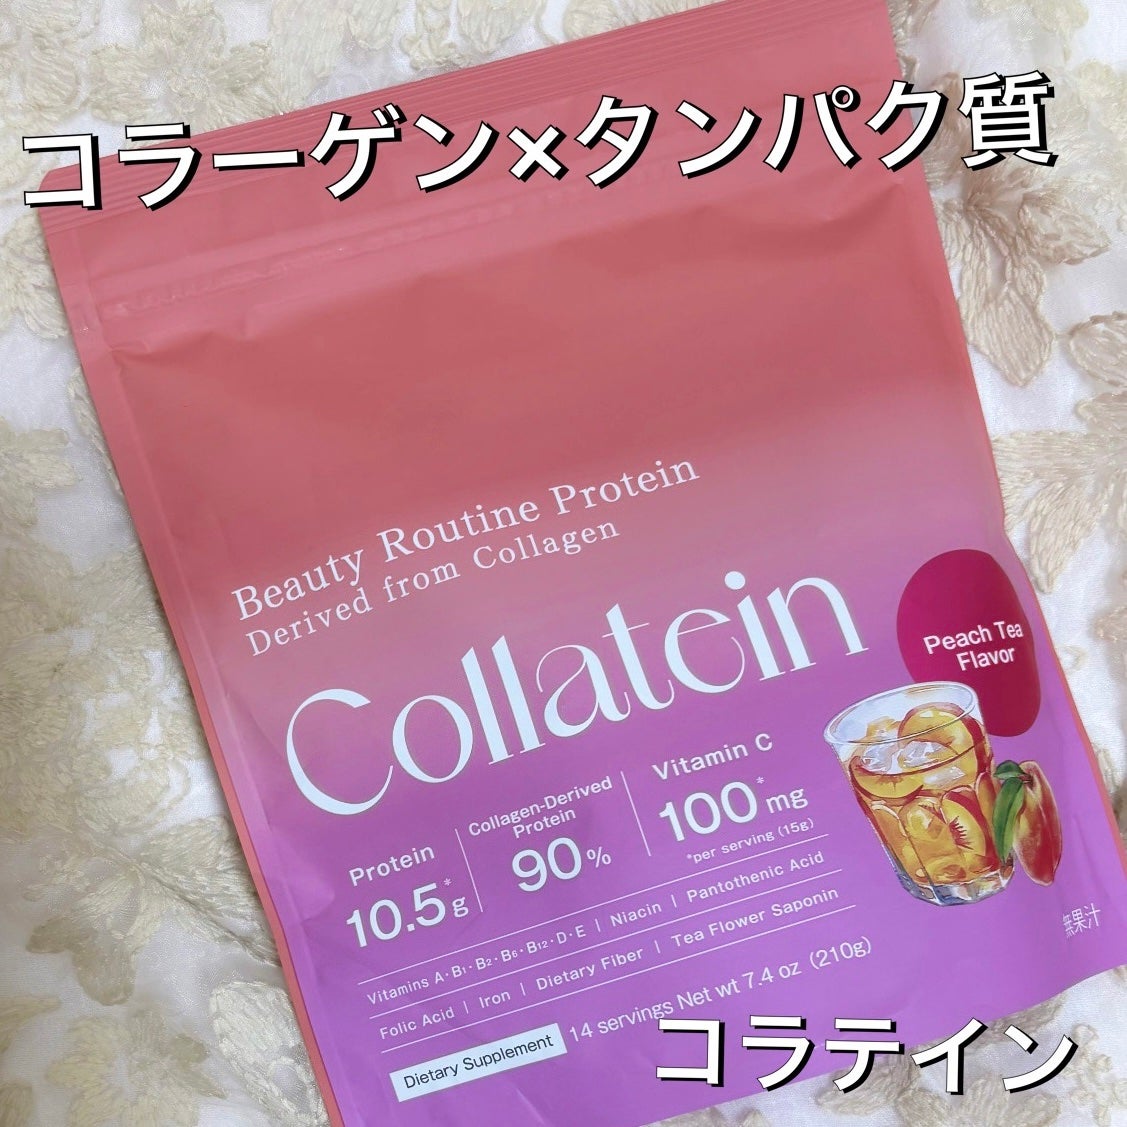 コラーゲン×タンパク質
Beauty Routine Protein
Derived from Collagen
Collatein
Peach Tea
Flavor
Protein
10.5*g
Collagen-Derived
Protein
90%
Vitamin C
100*mg
*per serving (15g)
Vitamins A・B1・B2・B6・B12・D・E | Niacin | Pantothenic Acid
Folic Acid | Iron | Dietary Fiber | Tea Flower Saponin
Dietary Supplement 14 servings Net wt 7.4 oz (210g)
無果汁
コラテイン